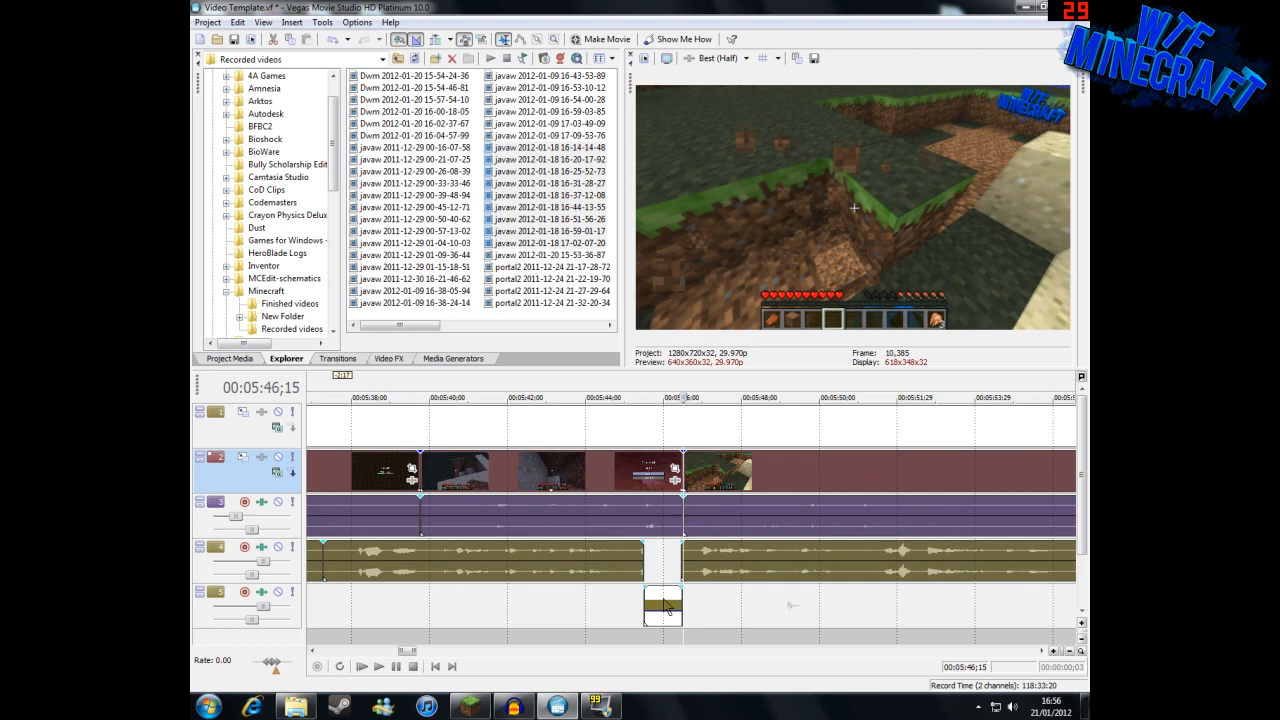 Video Template.vf * - Vegas Movie Studio HD Platinum 10.0
29
WTF
MINECRAFT
Project Edit View Insert Tools Options Help
Make Movie Show Me How
Recorded videos
Best (Half)
4A Games
Amnesia
Arktos
Autodesk
BFBC2
Bioshock
BioWare
Bully Scholarship Edit
Camtasia Studio
CoD Clips
Codemasters
Crayon Physics Delux
Dust
Games for Windows -
HeroBlade Logs
Inventor
MCEdit-schematics
Minecraft
Finished videos
New Folder
Recorded videos
Dwm 2012-01-20 15-54-24-36
Dwm 2012-01-20 15-54-46-81
Dwm 2012-01-20 15-57-54-10
Dwm 2012-01-20 16-00-18-05
Dwm 2012-01-20 16-02-37-67
Dwm 2012-01-20 16-04-57-99
javaw 2011-12-29 00-16-07-58
javaw 2011-12-29 00-21-07-25
javaw 2011-12-29 00-26-08-39
javaw 2011-12-29 00-33-33-46
javaw 2011-12-29 00-39-48-94
javaw 2011-12-29 00-45-12-71
javaw 2011-12-29 00-50-40-62
javaw 2011-12-29 00-57-13-02
javaw 2011-12-29 01-04-10-03
javaw 2011-12-29 01-09-36-44
javaw 2011-12-29 01-15-18-51
javaw 2011-12-30 16-21-46-62
javaw 2012-01-09 16-38-05-94
javaw 2012-01-09 16-38-24-14
javaw 2012-01-09 16-43-53-89
javaw 2012-01-09 16-53-10-12
javaw 2012-01-09 16-54-00-28
javaw 2012-01-09 16-59-03-85
javaw 2012-01-09 17-04-49-09
javaw 2012-01-09 17-09-53-76
javaw 2012-01-18 16-14-14-48
javaw 2012-01-18 16-20-17-92
javaw 2012-01-18 16-25-52-73
javaw 2012-01-18 16-31-28-27
javaw 2012-01-18 16-37-12-08
javaw 2012-01-18 16-44-13-55
javaw 2012-01-18 16-51-56-26
javaw 2012-01-18 16-59-01-17
javaw 2012-01-18 17-02-07-20
javaw 2012-01-20 15-53-36-87
portal2 2011-12-24 21-17-28-72
portal2 2011-12-24 21-22-19-70
portal2 2011-12-24 21-27-29-64
portal2 2011-12-24 21-32-20-34
WTF
MINECRAFT
3
Project Media Explorer Transitions Video FX Media Generators
Project: 1280x720x32, 29.970p
Preview: 640x360x32, 29.970p
Frame: 10,385
Display: 618x348x32
00:05:46;15
-2:17
00:05:38;00 00:05:40;00 00:05:42;00 00:05:44;00 00:05:48;00 00:05:50;00 00:05:51;29 00:05:53;29
1
2
3
4
5
Rate: 0.00
00:05:46;15
00:00:00;03
Record Time (2 channels): 118:33:20
99
16:56
21/01/2012